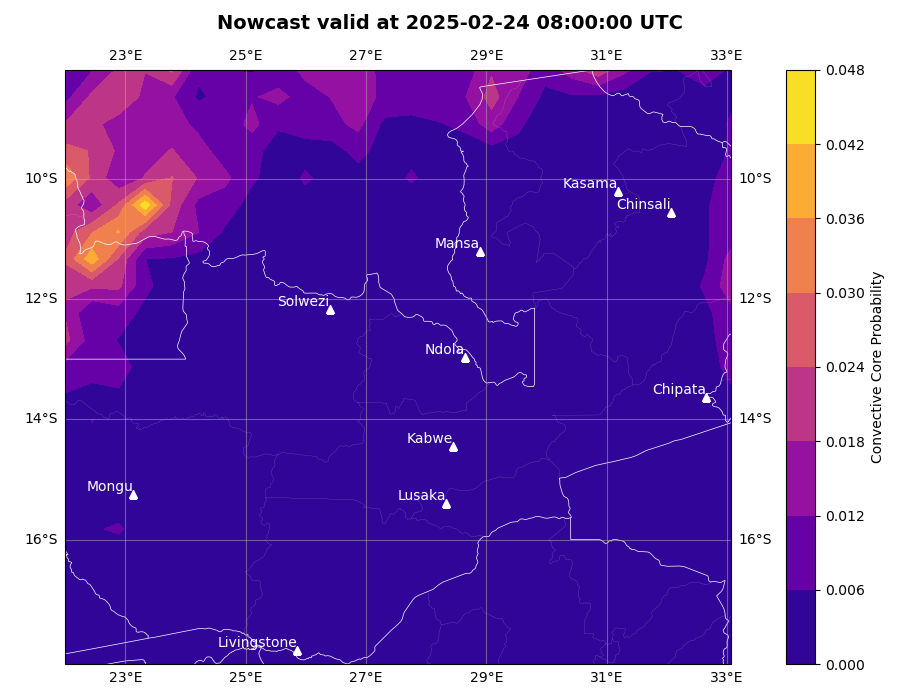 Nowcast valid at 2025-02-24 08:00:00 UTC
23°E 25°E 27°E 29°E 31°E 33°E
0.048
0.042
10°S 10°S
Kasama
Chinsali
0.036
Mansa
0.030
12°S 12°S
Solwezi
Ndola
0.024
Chipata
14°S 14°S
Kabwe
0.018
Mongu
Lusaka
0.012
16°S 16°S
0.006
Livingstone
0.000
23°E 25°E 27°E 29°E 31°E 33°E
Convective Core Probability